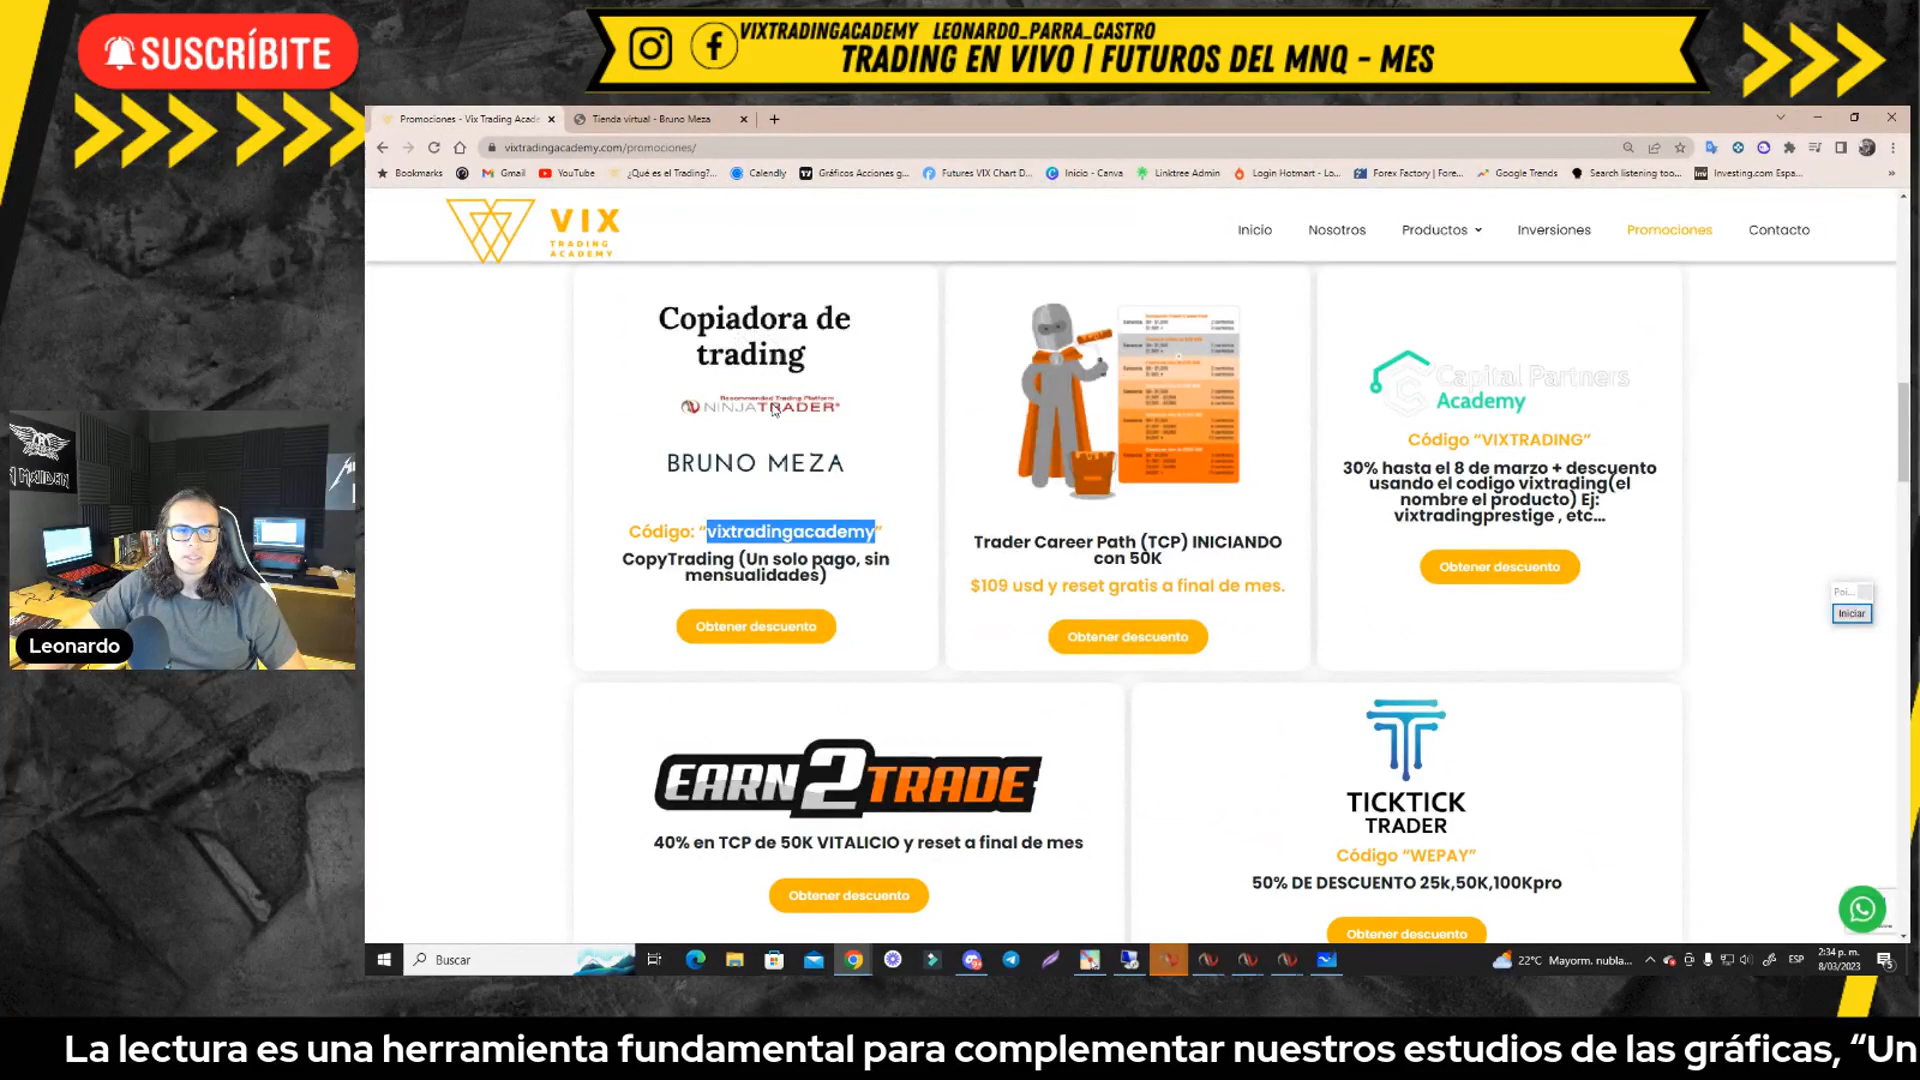 SUSCRÍBITE
VIXTRADINGACADEMY LEONARDO_PARRA_CASTRO
TRADING EN VIVO | FUTUROS DEL MNQ - MES
Promociones - Vix Trading Acade
Tienda virtual - Bruno Meza
vixtradingacademy.com/promociones/
Bookmarks
Gmail
YouTube
¿Qué es el Trading?...
Calendly
Gráficos Acciones g...
Futures VIX Chart D...
Inicio - Canva
Linktree Admin
Login Hotmart - Lo...
Forex Factory | Fore...
Google Trends
Search listening too...
Investing.com Espa...
VIX
TRADING
ACADEMY
Inicio
Nosotros
Productos
Inversiones
Promociones
Contacto
Copiadora de
trading
Recommended Trading Platform
NINJATRADER®
BRUNO MEZA
Código: “vixtradingacademy”
CopyTrading (Un solo pago, sin
mensualidades)
Obtener descuento
Trader Career Path (TCP) INICIANDO
con 50K
$109 usd y reset gratis a final de mes.
Obtener descuento
Capital Partners
Academy
Código “VIXTRADING”
30% hasta el 8 de marzo + descuento
usando el codigo vixtrading(el
nombre el producto) Ej:
vixtradingprestige , etc...
Obtener descuento
Poi...
Iniciar
MAIDEN
Leonardo
EARN2TRADE
40% en TCP de 50K VITALICIO y reset a final de mes
Obtener descuento
TICKTICK
TRADER
Código “WEPAY”
50% DE DESCUENTO 25k,50K,100Kpro
Obtener descuento
Buscar
22°C Mayorm. nubla...
ESP
2:34 p. m.
8/03/2023
La lectura es una herramienta fundamental para complementar nuestros estudios de las gráficas, “Un